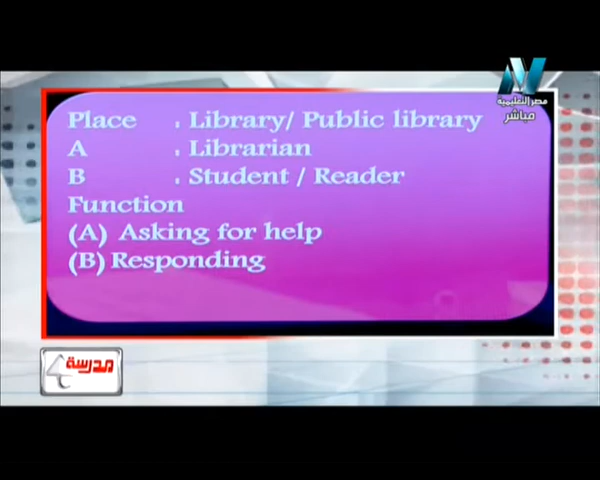 مصر التعليمية
مباشر
Place : Library/ Public library
A : Librarian
B : Student / Reader
Function
(A) Asking for help
(B) Responding
مدرسة